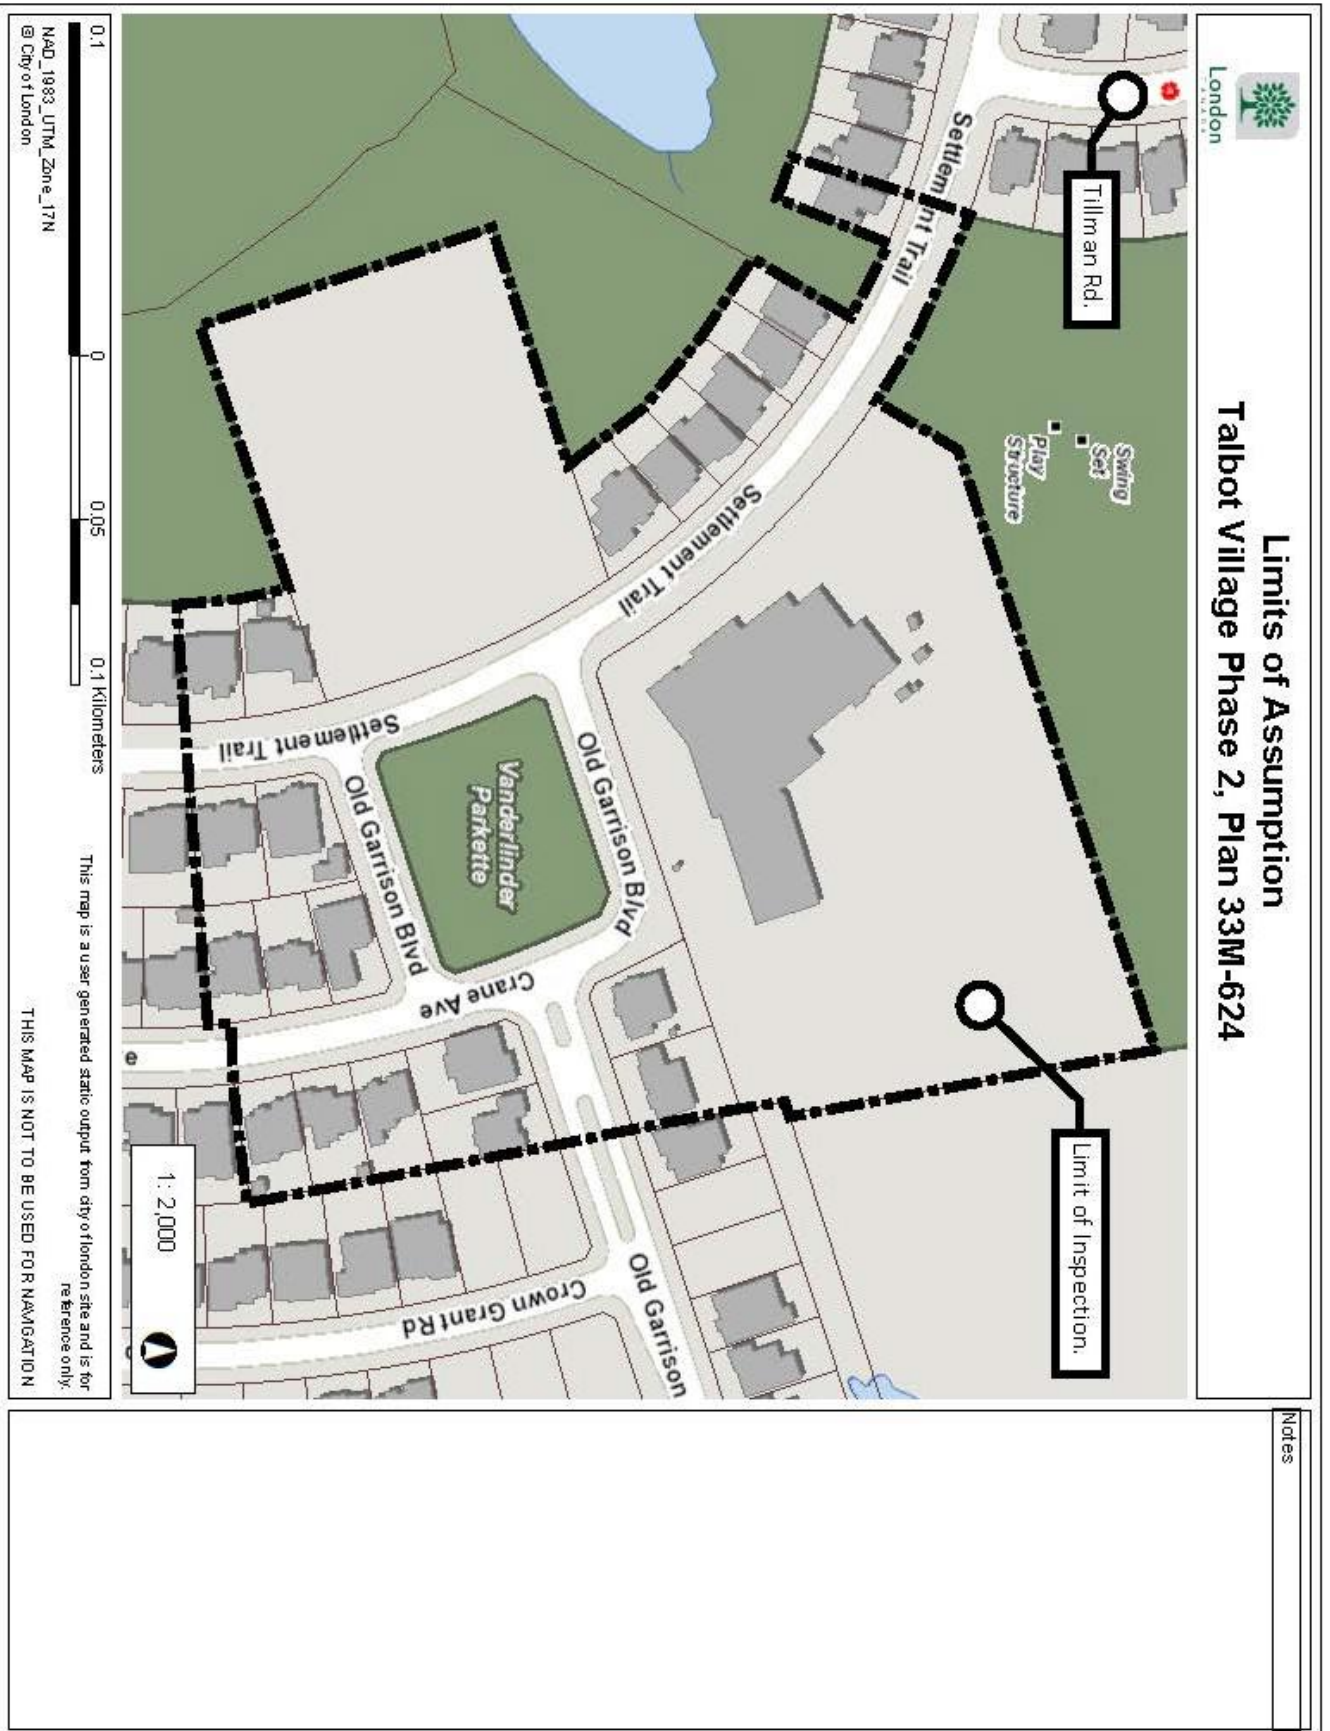 Limits of Assumption
Talbot Village Phase 2, Plan 33M-624
London
CANADA
Notes
Tillman Rd.
Limit of Inspection.
Swing
Set
Play
Structure
Settlement Trail
Settlement Trail
Settlement Trail
Old Garrison Blvd
Old Garrison Blvd
Old Garrison
Vanderlinder
Parkette
Crane Ave
Crown Grant Rd
e
1: 2,000
0.1
0
0.05
0.1 Kilometers
NAD_1983_UTM_Zone_17N
© City of London
This map is a user generated static output from city of london site and is for
reference only.
THIS MAP IS NOT TO BE USED FOR NAVIGATION